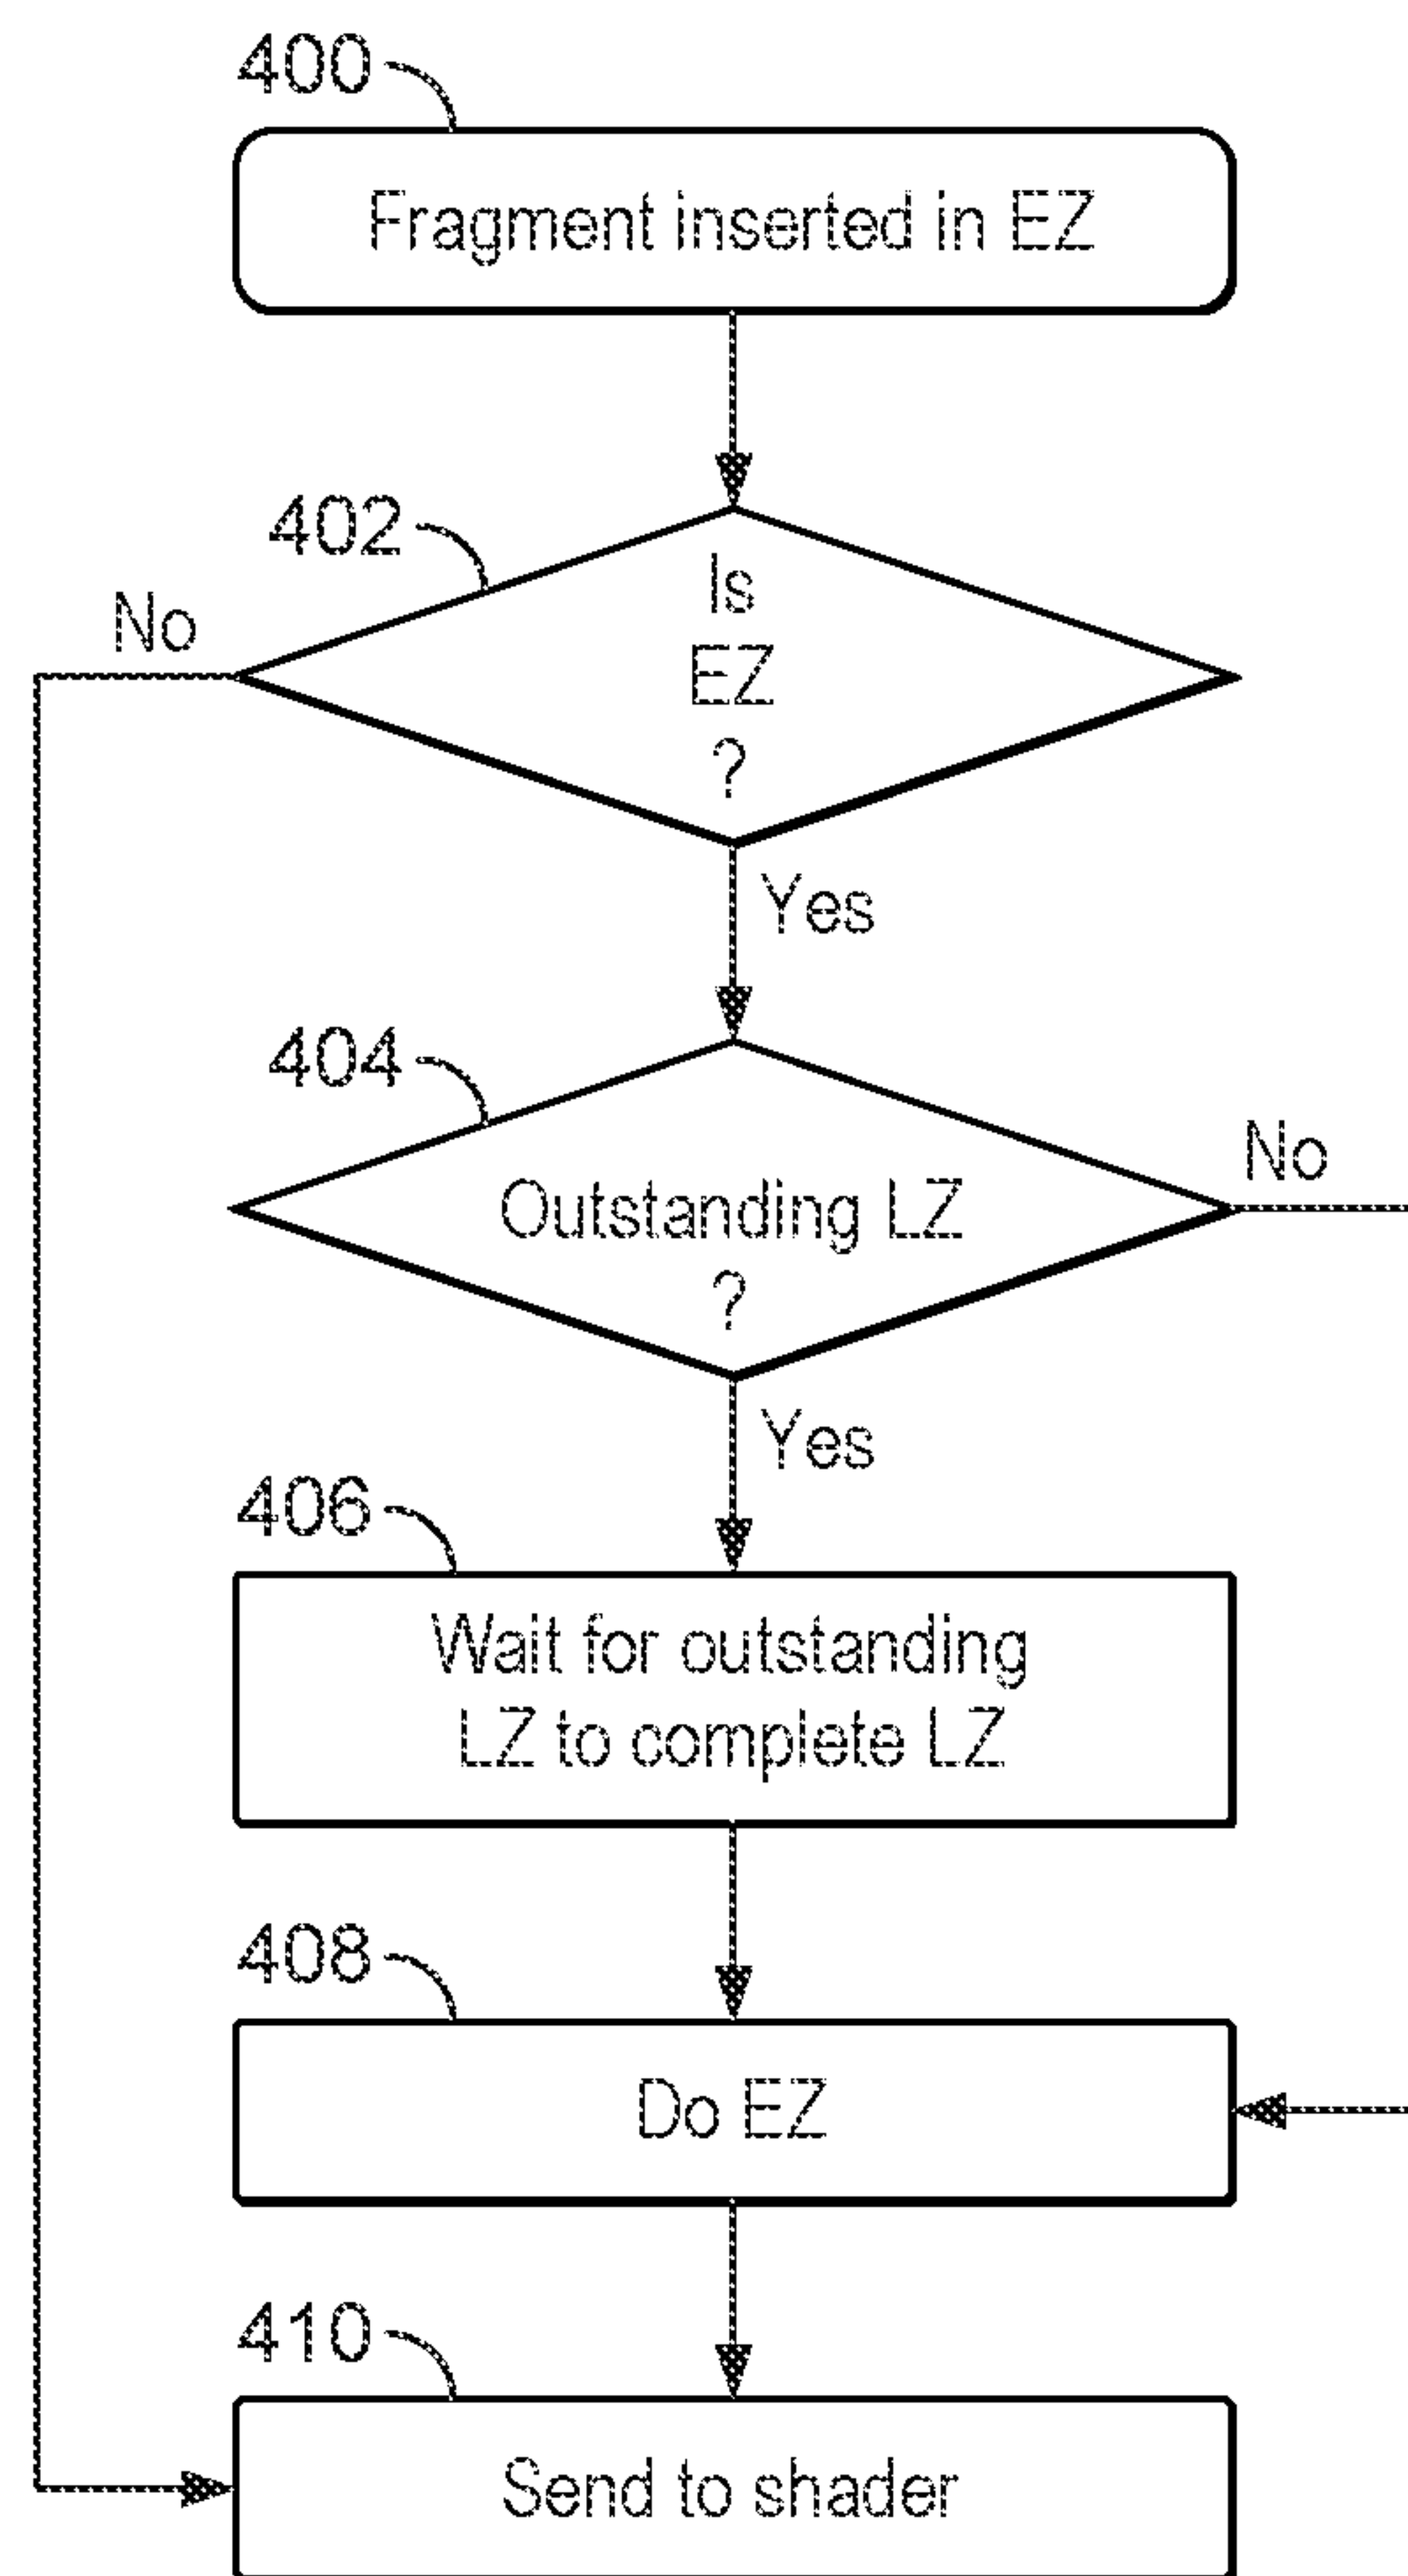 400
Fragment inserted in EZ
402
No
Is
EZ
?
Yes
404
No
Outstanding LZ
?
Yes
406
Wait for outstanding
LZ to complete LZ
408
Do EZ
410
Send to shader